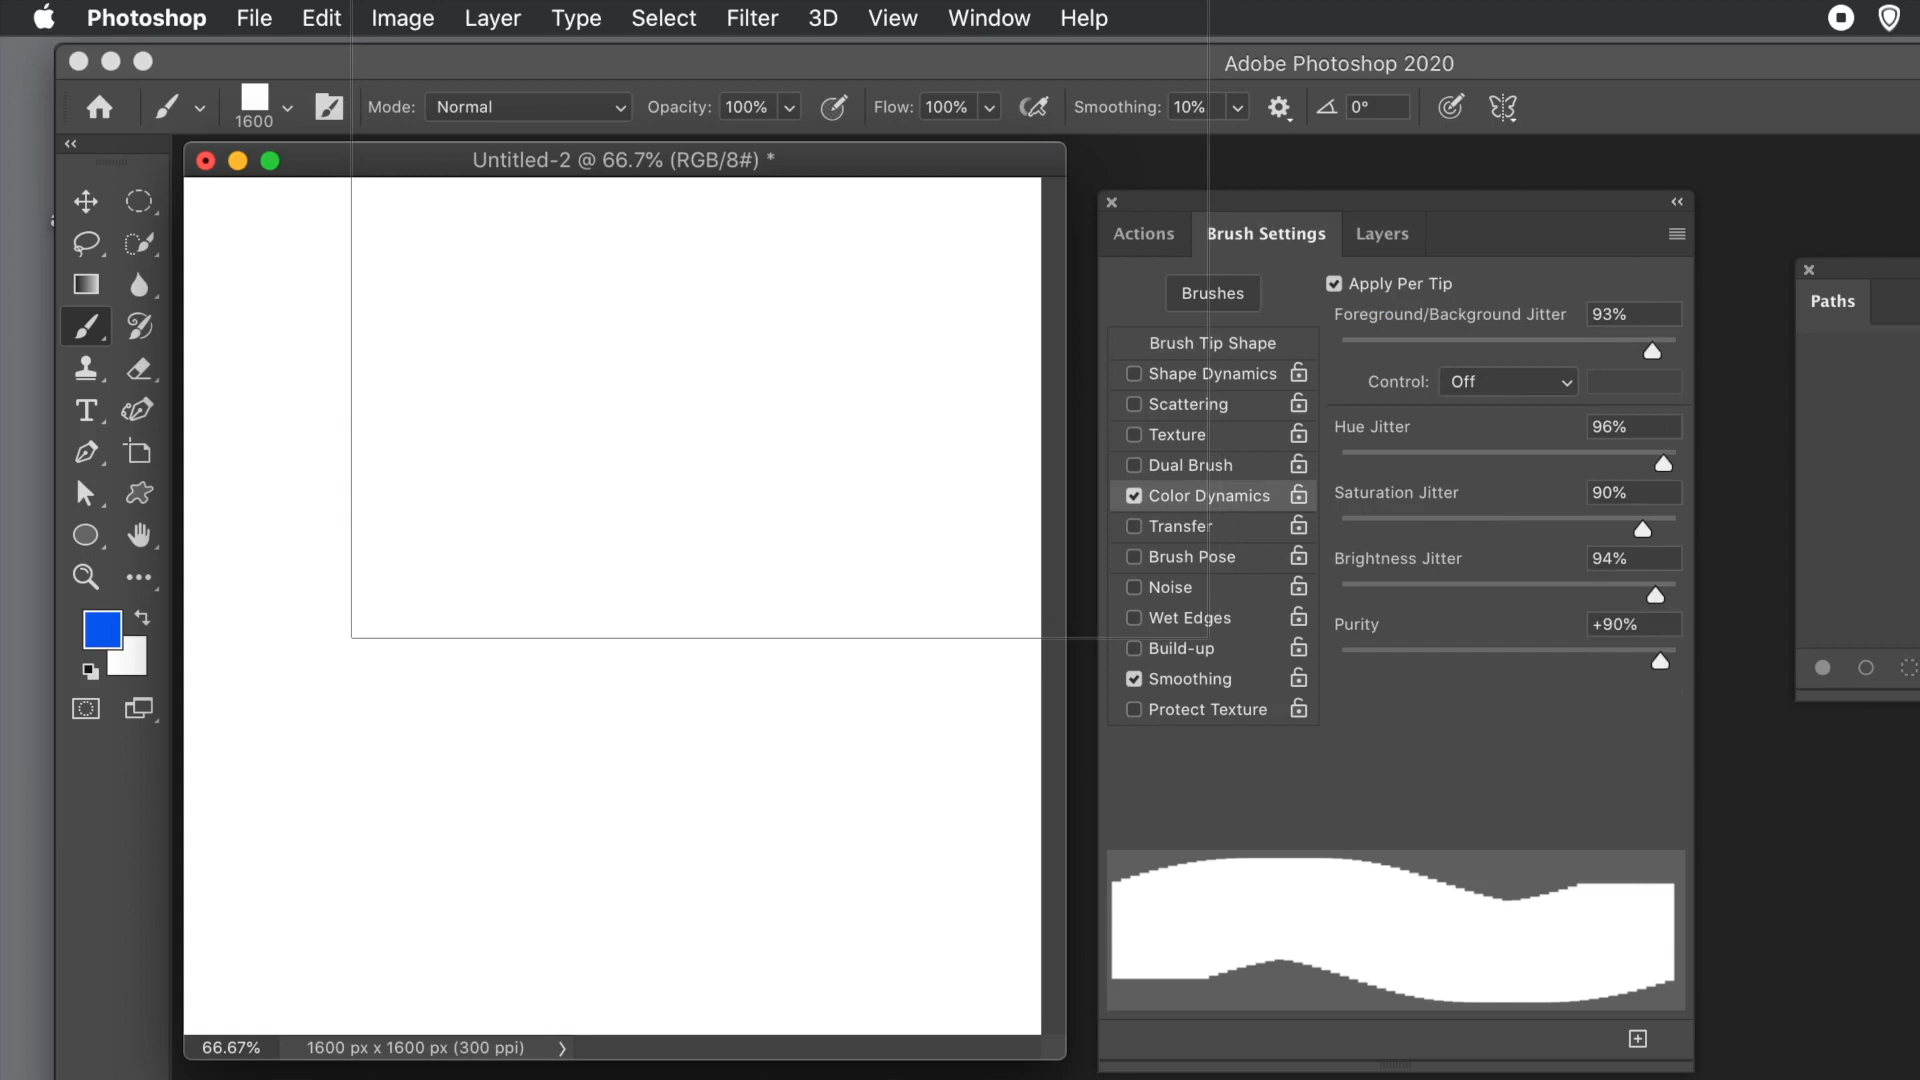 Photoshop File Edit Image Layer Type Select Filter 3D View Window Help
Adobe Photoshop 2020
1600
Mode: Normal
Opacity: 100%
Flow: 100%
Smoothing: 10%
0°
Untitled-2 @ 66.7% (RGB/8#) *
Actions
Brush Settings
Layers
Brushes
Brush Tip Shape
Shape Dynamics
Scattering
Texture
Dual Brush
Color Dynamics
Transfer
Brush Pose
Noise
Wet Edges
Build-up
Smoothing
Protect Texture
Apply Per Tip
Foreground/Background Jitter 93%
Control: Off
Hue Jitter 96%
Saturation Jitter 90%
Brightness Jitter 94%
Purity +90%
Paths
66.67% 1600 px x 1600 px (300 ppi)